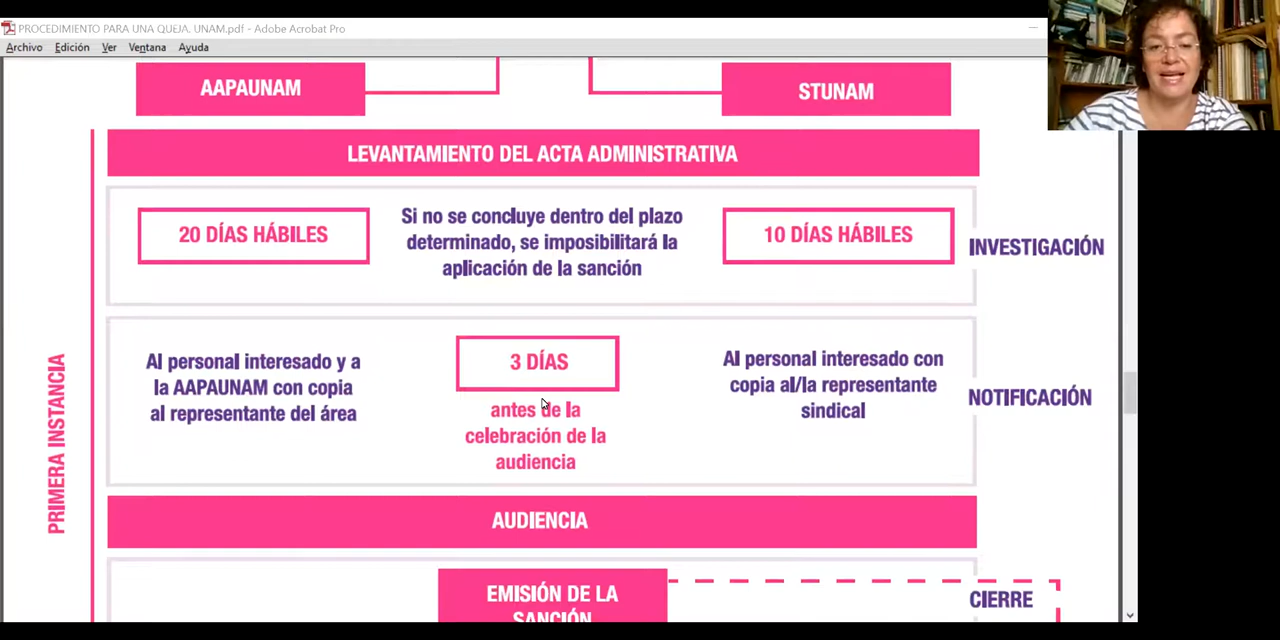 PROCEDIMIENTO PARA UNA QUEJA. UNAM.pdf - Adobe Acrobat Pro
Archivo Edición Ver Ventana Ayuda
AAPAUNAM
STUNAM
LEVANTAMIENTO DEL ACTA ADMINISTRATIVA
20 DÍAS HÁBILES
Si no se concluye dentro del plazo
determinado, se imposibilitará la
aplicación de la sanción
10 DÍAS HÁBILES
INVESTIGACIÓN
Al personal interesado y a
la AAPAUNAM con copia
al representante del área
3 DÍAS
antes de la
celebración de la
audiencia
Al personal interesado con
copia al/la representante
sindical
NOTIFICACIÓN
PRIMERA INSTANCIA
AUDIENCIA
EMISIÓN DE LA
SANCIÓN
CIERRE